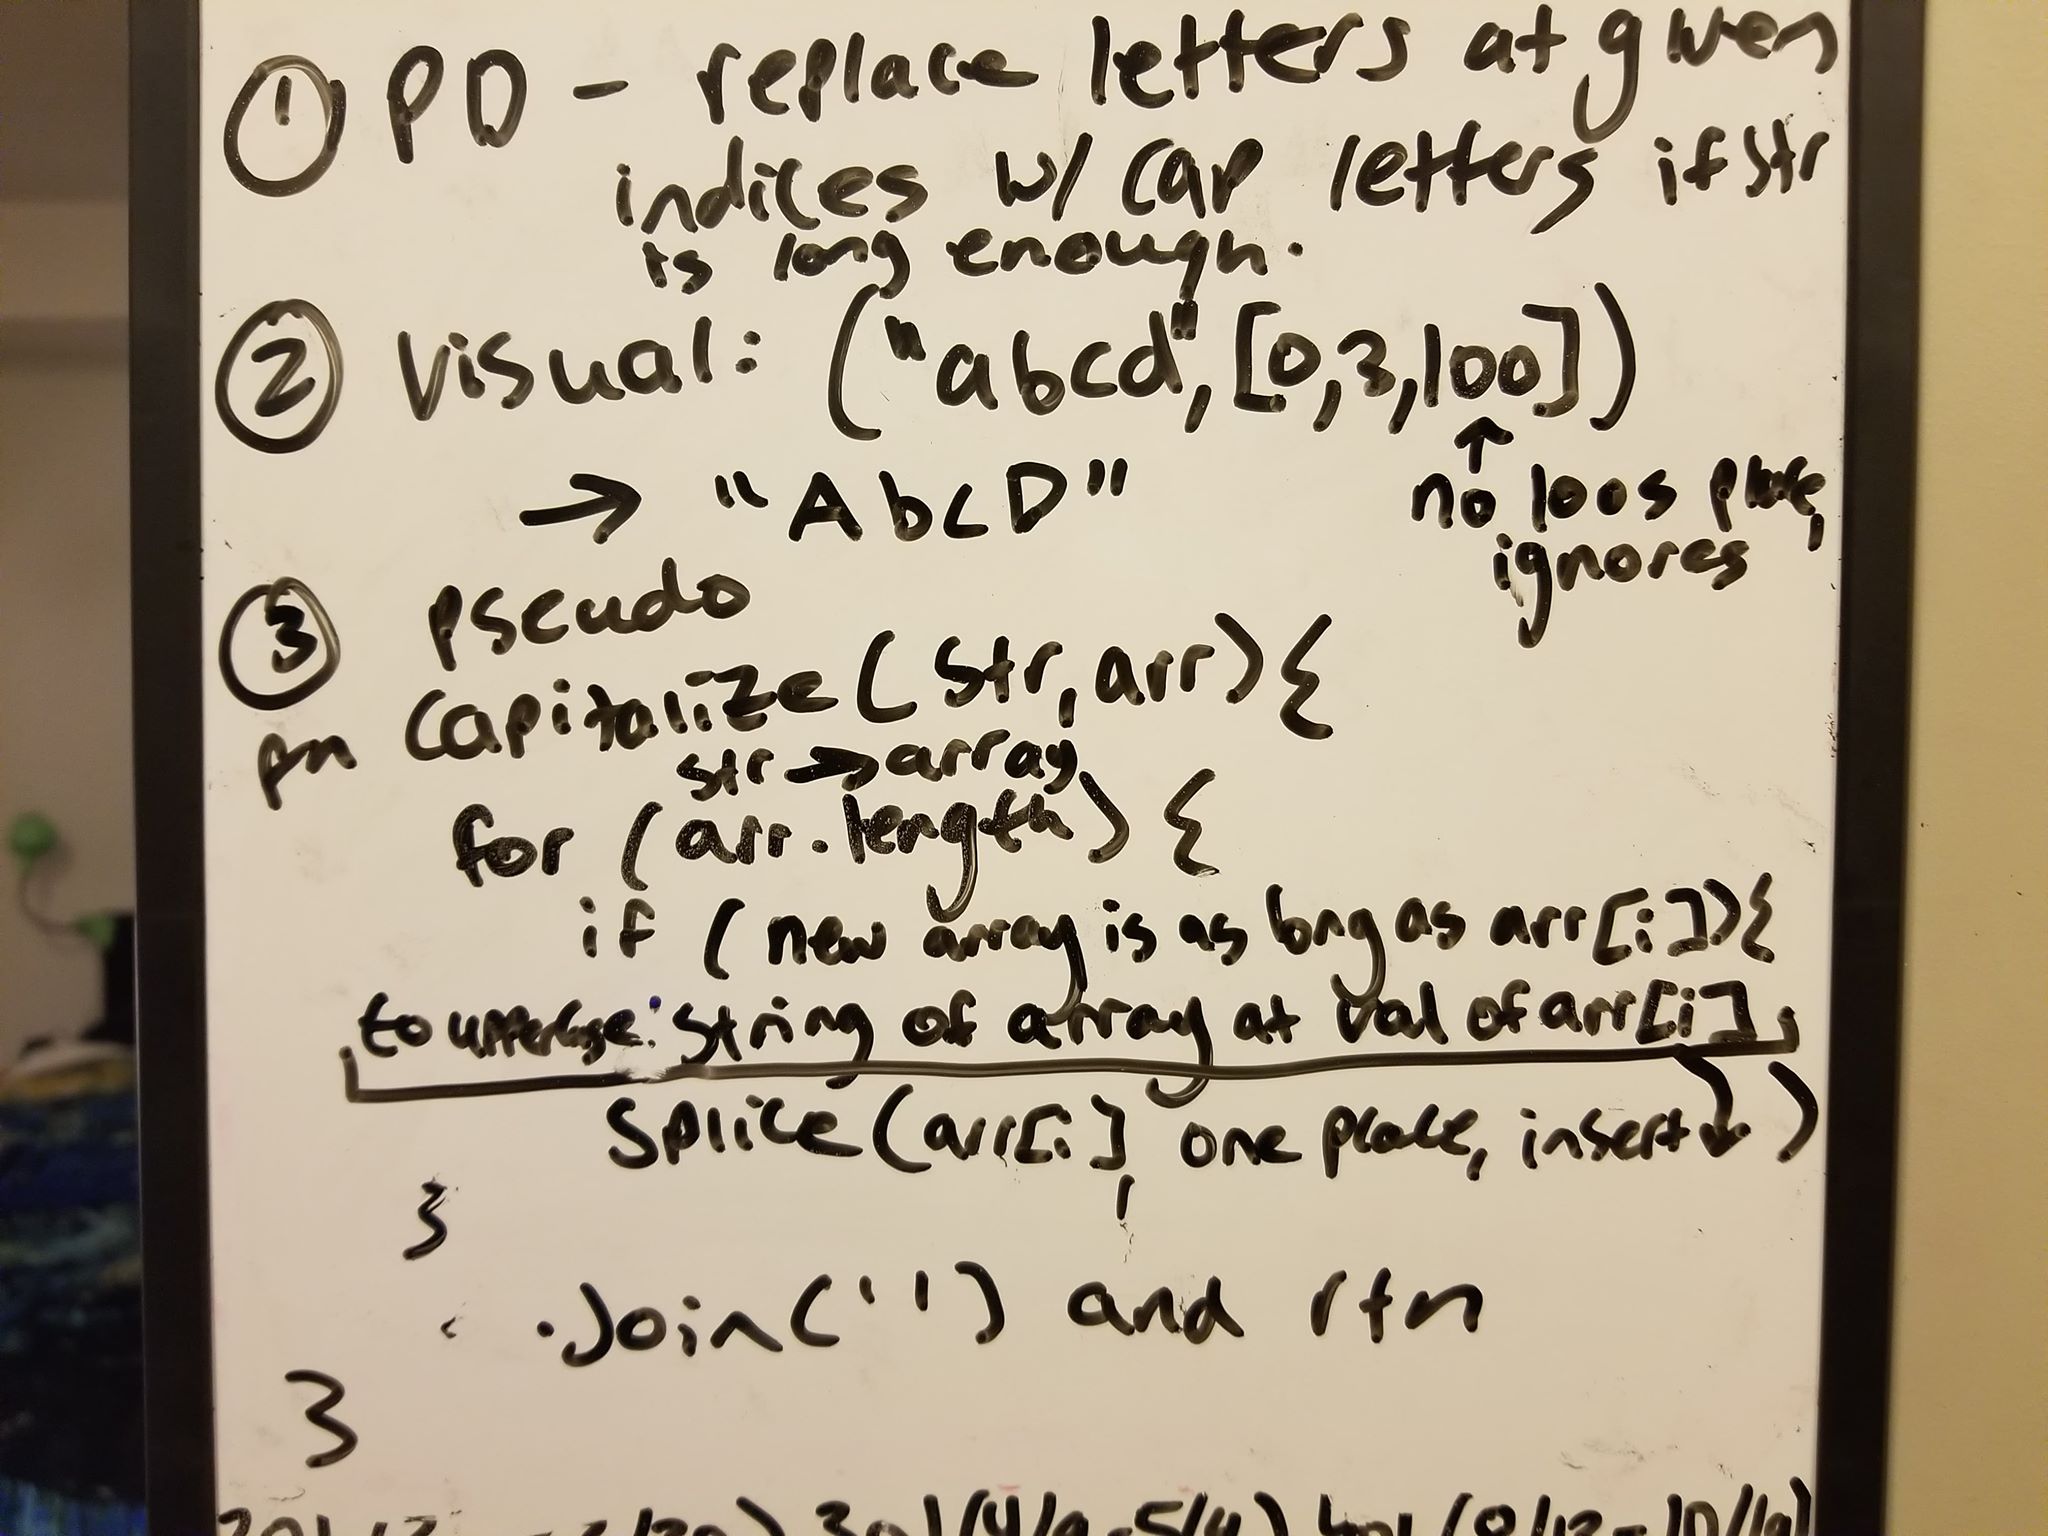 ① PD - replace letters at given
indices w/ cap letters if str
is long enough.
② Visual: ("abcd", [0,3,100])
↑
→ "AbcD"
no 100s place,
ignores
③ pseudo
fn capitalize(str, arr){
str → array
for (arr.length) {
if (new array is as long as arr[i]){
to uppercase: string of array at val of arr[i]
splice(arr[i], one place, insert ↓)
}
.join('') and rtn
}